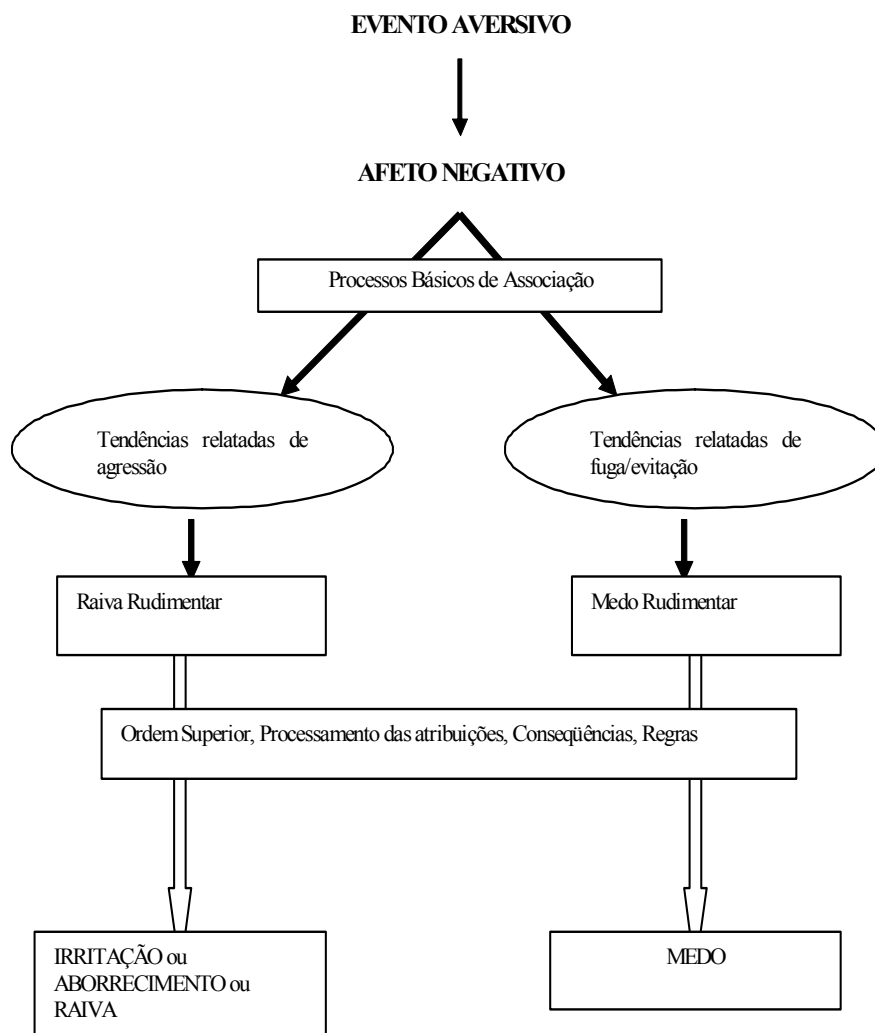 EVENTO AVERSIVO
AFETO NEGATIVO
Processos Básicos de Associação
Tendências relatadas de
agressão
Tendências relatadas de
fuga/evitação
Raiva Rudimentar
Medo Rudimentar
Ordem Superior, Processamento das atribuições, Conseqüências, Regras
IRRITAÇÃO ou
ABORRECIMENTO ou
RAIVA
MEDO